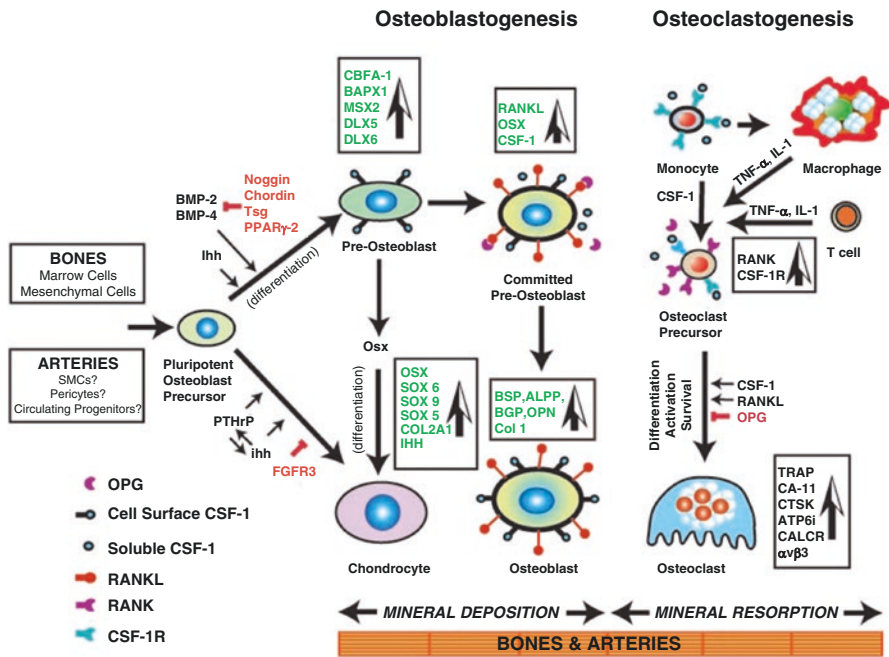 Osteoblastogenesis
Osteoclastogenesis
CBFA-1
BAPX1
MSX2
DLX5
DLX6
RANKL
OSX
CSF-1
Monocyte
Macrophage
TNF-α, IL-1
CSF-1
TNF-α, IL-1
T cell
Noggin
Chordin
Tsg
PPARγ-2
BMP-2
BMP-4
Ihh
(differentiation)
Pre-Osteoblast
Committed
Pre-Osteoblast
RANK
CSF-1R
Osteoclast
Precursor
BONES
Marrow Cells
Mesenchymal Cells
ARTERIES
SMCs?
Pericytes?
Circulating Progenitors?
Pluripotent
Osteoblast
Precursor
Osx
(differentiation)
OSX
SOX 6
SOX 9
SOX 5
COL2A1
IHH
BSP,ALPP,
BGP,OPN
Col 1
Differentiation
Activation
Survival
CSF-1
RANKL
OPG
PTHrP
ihh
FGFR3
TRAP
CA-11
CTSK
ATP6i
CALCR
αvβ3
Chondrocyte
Osteoblast
Osteoclast
OPG
Cell Surface CSF-1
Soluble CSF-1
RANKL
RANK
CSF-1R
MINERAL DEPOSITION
MINERAL RESORPTION
BONES & ARTERIES